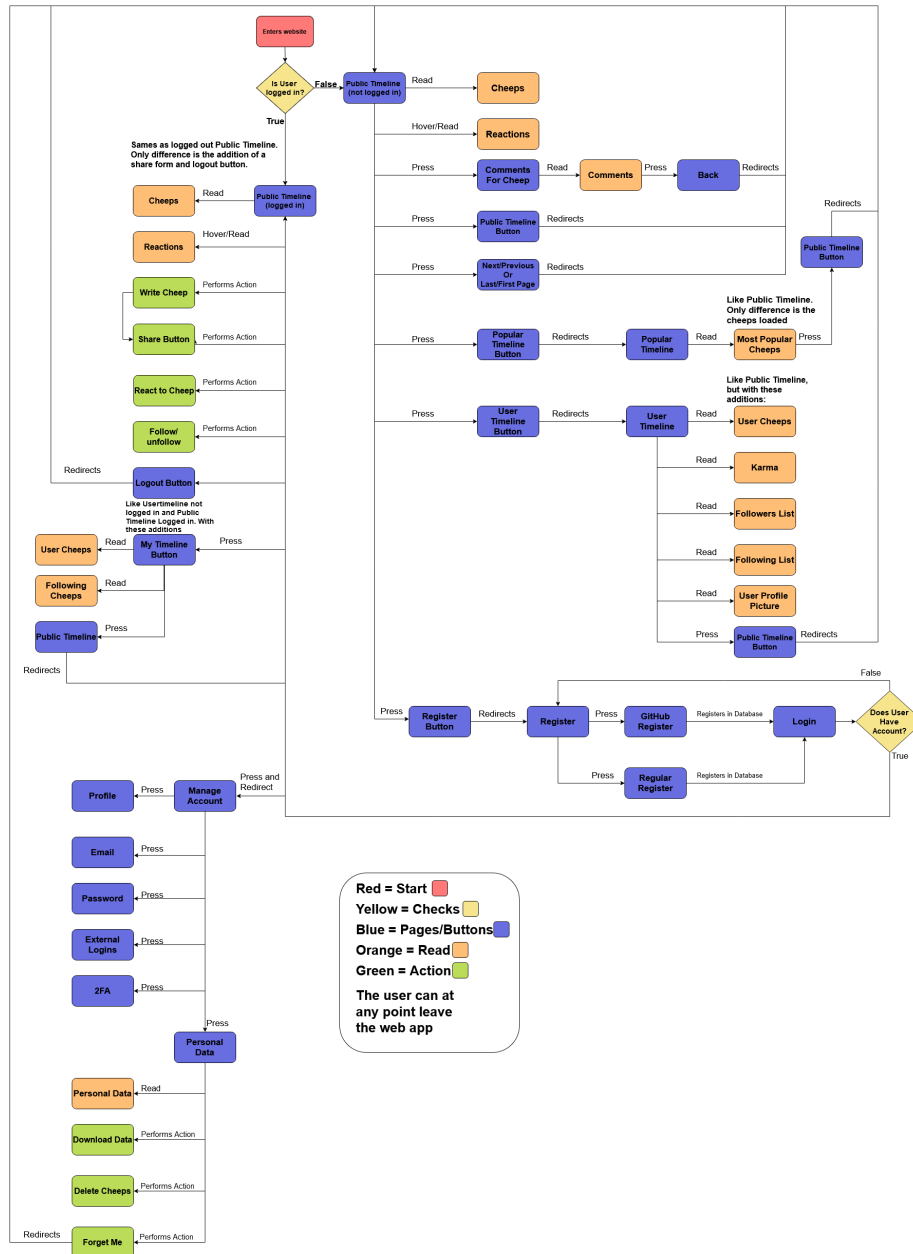 Enters website
Is User
logged in?
False
True
Public Timeline
(not logged in)
Read
Cheeps
Hover/Read
Reactions
Press
Comments
For Cheep
Read
Comments
Press
Back
Redirects
Press
Public Timeline
Button
Redirects
Press
Next/Previous
Or
Last/First Page
Redirects
Redirects
Public Timeline
Button
Press
Popular
Timeline
Button
Redirects
Popular
Timeline
Read
Like Public Timeline.
Only difference is the
cheeps loaded
Most Popular
Cheeps
Press
Press
User
Timeline
Button
Redirects
User
Timeline
Like Public Timeline,
but with these
additions:
Read
User Cheeps
Read
Karma
Read
Followers List
Read
Following List
Read
User Profile
Picture
Press
Public Timeline
Button
Redirects
Press
Register
Button
Redirects
Register
Press
GitHub
Register
Registers in Database
Login
False
Does User
Have
Account?
True
Press
Regular
Register
Registers in Database
Sames as logged out Public Timeline.
Only difference is the addition of a
share form and logout button.
Public Timeline
(logged in)
Read
Cheeps
Hover/Read
Reactions
Performs Action
Write Cheep
Performs Action
Share Button
Performs Action
React to Cheep
Performs Action
Follow/
unfollow
Redirects
Logout Button
Like Usertimeline not
logged in and Public
Timeline Logged in. With
these additions
Press
My Timeline
Button
Read
User Cheeps
Read
Following
Cheeps
Press
Public Timeline
Redirects
Press and
Redirect
Manage
Account
Press
Profile
Press
Email
Press
Password
Press
External
Logins
Press
2FA
Press
Personal
Data
Read
Personal Data
Performs Action
Download Data
Performs Action
Delete Cheeps
Performs Action
Forget Me
Redirects
Red = Start
Yellow = Checks
Blue = Pages/Buttons
Orange = Read
Green = Action
The user can at
any point leave
the web app